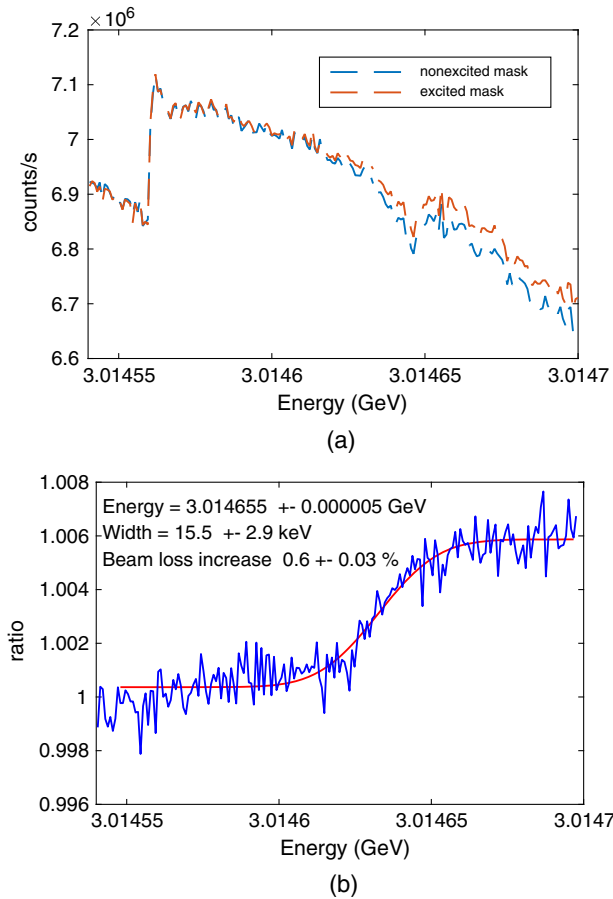 7.2 × 10⁶
7.1
7
6.9
6.8
6.7
6.6
counts/s
nonexcited mask
excited mask
3.01455 3.0146 3.01465 3.0147
Energy (GeV)
(a)
1.008
1.006
1.004
1.002
1
0.998
0.996
ratio
Energy = 3.014655 +- 0.000005 GeV
Width = 15.5 +- 2.9 keV
Beam loss increase 0.6 +- 0.03 %
3.01455 3.0146 3.01465 3.0147
Energy (GeV)
(b)